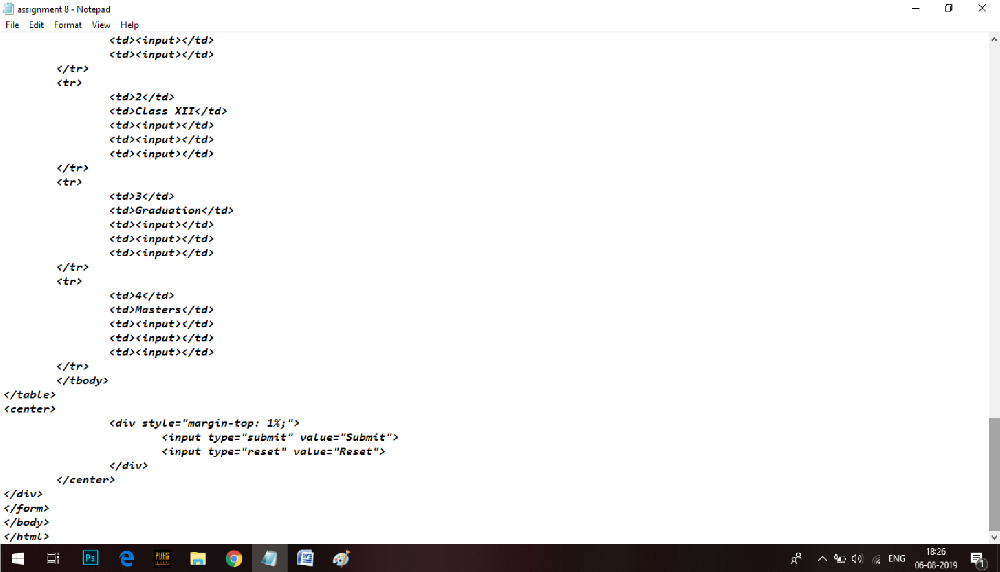 assignment 8 - Notepad
File Edit Format View Help
<td><input></td>
<td><input></td>
</tr>
<tr>
<td>2</td>
<td>Class XII</td>
<td><input></td>
<td><input></td>
<td><input></td>
</tr>
<tr>
<td>3</td>
<td>Graduation</td>
<td><input></td>
<td><input></td>
<td><input></td>
</tr>
<tr>
<td>4</td>
<td>Masters</td>
<td><input></td>
<td><input></td>
<td><input></td>
</tr>
</tbody>
</table>
<center>
<div style="margin-top: 1%;">
<input type="submit" value="Submit">
<input type="reset" value="Reset">
</div>
</center>
</div>
</form>
</body>
</html>
Ps
PUBG
W
ENG
18:26
06-08-2019
1